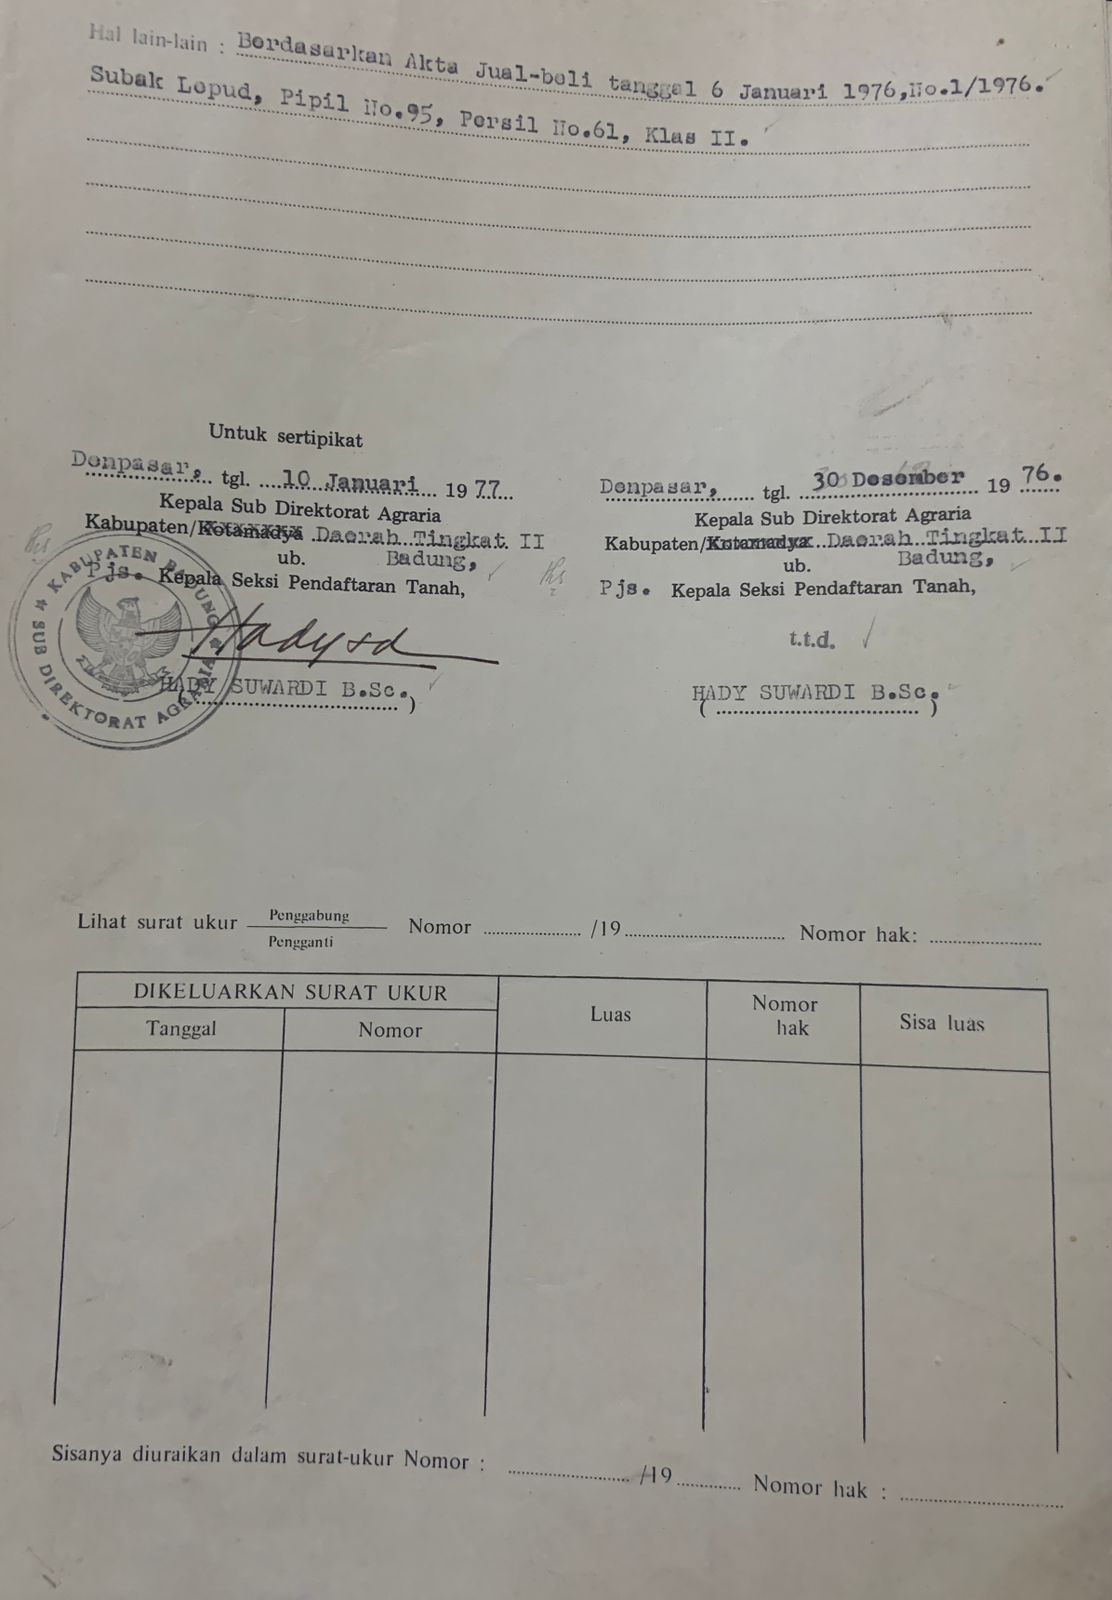 Hal lain-lain : Berdasarkan Akta Jual-beli tanggal 6 Januari 1976, No.1/1976.
Subak Lopud, Pipil No.95, Persil No.61, Klas II.
Untuk sertipikat
Denpasar, tgl. 10 Januari 1977
Kepala Sub Direktorat Agraria
Kabupaten/Kotamadya Daerah Tingkat II
ub. Badung,
Pjs. Kepala Seksi Pendaftaran Tanah,
HADY SUWARDI B.Sc.
KABUPATEN BADUNG
SUB DIREKTORAT AGRARIA
Denpasar, tgl. 30 Desember 1976.
Kepala Sub Direktorat Agraria
Kabupaten/Kotamadya Daerah Tingkat II
ub. Badung,
Pjs. Kepala Seksi Pendaftaran Tanah,
t.t.d.
HADY SUWARDI B.Sc.
( )
Lihat surat ukur Penggabung Nomor /19 Nomor hak:
Pengganti
DIKELUARKAN SURAT UKUR Luas Nomor hak Sisa luas
Tanggal Nomor
Sisanya diuraikan dalam surat-ukur Nomor : /19 Nomor hak :